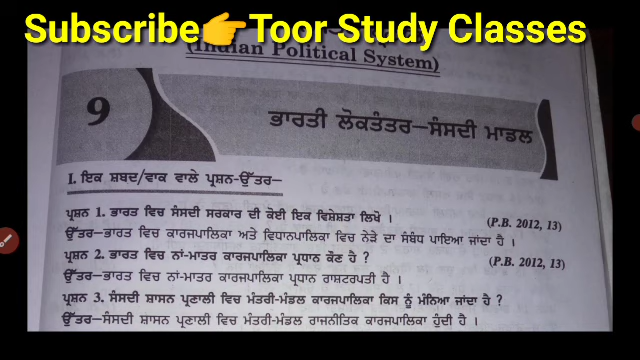 Subscribe👉Toor Study Classes
(Indian Political System)
9
ਭਾਰਤੀ ਲੋਕਤੰਤਰ—ਸੰਸਦੀ ਮਾਡਲ
I. ਇਕ ਸ਼ਬਦ/ਵਾਕ ਵਾਲੇ ਪ੍ਰਸ਼ਨ-ਉੱਤਰ—
ਪ੍ਰਸ਼ਨ 1. ਭਾਰਤ ਵਿਚ ਸੰਸਦੀ ਸਰਕਾਰ ਦੀ ਕੋਈ ਇਕ ਵਿਸ਼ੇਸ਼ਤਾ ਲਿਖੋ । (P.B. 2012, 13)
ਉੱਤਰ—ਭਾਰਤ ਵਿਚ ਕਾਰਜਪਾਲਿਕਾ ਅਤੇ ਵਿਧਾਨਪਾਲਿਕਾ ਵਿਚ ਨੇੜੇ ਦਾ ਸੰਬੰਧ ਪਾਇਆ ਜਾਂਦਾ ਹੈ ।
ਪ੍ਰਸ਼ਨ 2. ਭਾਰਤ ਵਿਚ ਨਾਂ-ਮਾਤਰ ਕਾਰਜਪਾਲਿਕਾ ਪ੍ਰਧਾਨ ਕੌਣ ਹੈ ? (P.B. 2012, 13)
ਉੱਤਰ—ਭਾਰਤ ਵਿਚ ਨਾਂ-ਮਾਤਰ ਕਾਰਜਪਾਲਿਕਾ ਪ੍ਰਧਾਨ ਰਾਸ਼ਟਰਪਤੀ ਹੈ ।
ਪ੍ਰਸ਼ਨ 3. ਸੰਸਦੀ ਸ਼ਾਸਨ ਪ੍ਰਣਾਲੀ ਵਿਚ ਮੰਤਰੀ-ਮੰਡਲ ਕਾਰਜਪਾਲਿਕਾ ਕਿਸ ਨੂੰ ਮੰਨਿਆ ਜਾਂਦਾ ਹੈ ?
ਉੱਤਰ—ਸੰਸਦੀ ਸ਼ਾਸਨ ਪ੍ਰਣਾਲੀ ਵਿਚ ਮੰਤਰੀ-ਮੰਡਲ ਰਾਜਨੀਤਿਕ ਕਾਰਜਪਾਲਿਕਾ ਹੁੰਦੀ ਹੈ ।